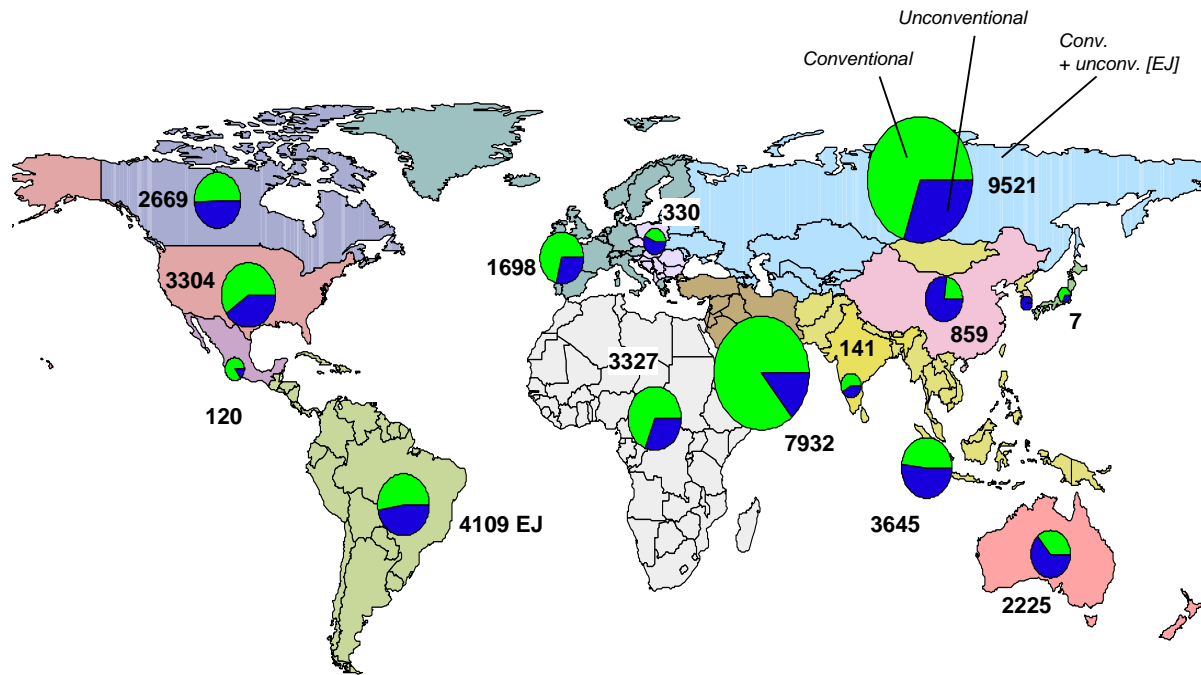 Unconventional
Conventional
Conv.
+ unconv. [EJ]
2669
9521
330
1698
3304
859
7
141
3327
120
7932
3645
4109 EJ
2225